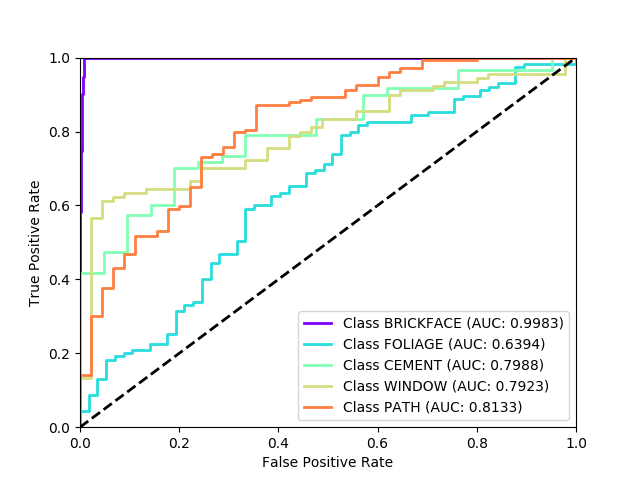 1.0
0.8
0.6
0.4
0.2
0.0
True Positive Rate
Class BRICKFACE (AUC: 0.9983)
Class FOLIAGE (AUC: 0.6394)
Class CEMENT (AUC: 0.7988)
Class WINDOW (AUC: 0.7923)
Class PATH (AUC: 0.8133)
0.0 0.2 0.4 0.6 0.8 1.0
False Positive Rate